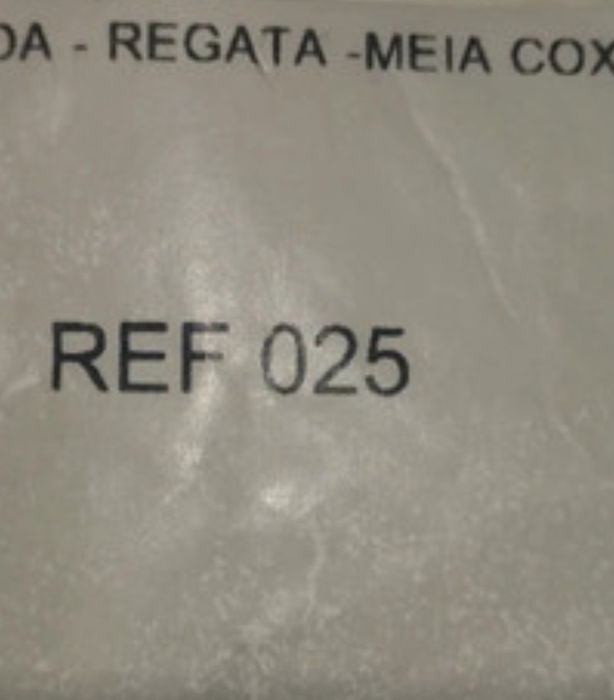 DA - REGATA -MEIA COX
REF 025